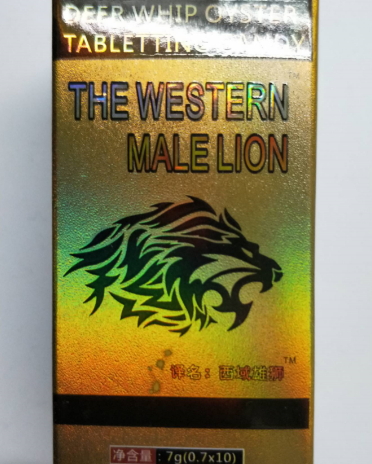 DEER WHIP OYSTER
TABLETTING CANDY
™
THE WESTERN
MALE LION
™
译名：西域雄狮
净含量：7g(0.7x10)